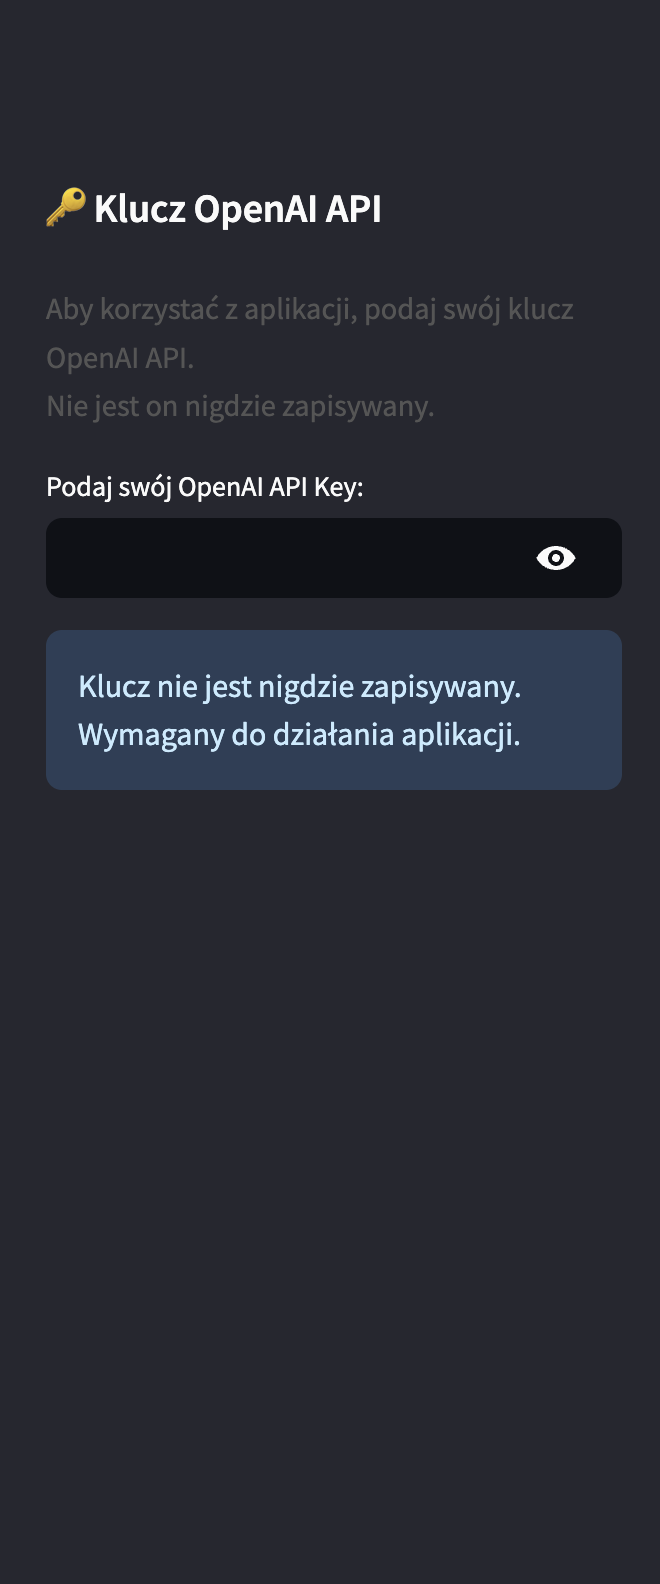 🔑 Klucz OpenAI API
Aby korzystać z aplikacji, podaj swój klucz
OpenAI API.
Nie jest on nigdzie zapisywany.
Podaj swój OpenAI API Key:
Klucz nie jest nigdzie zapisywany.
Wymagany do działania aplikacji.